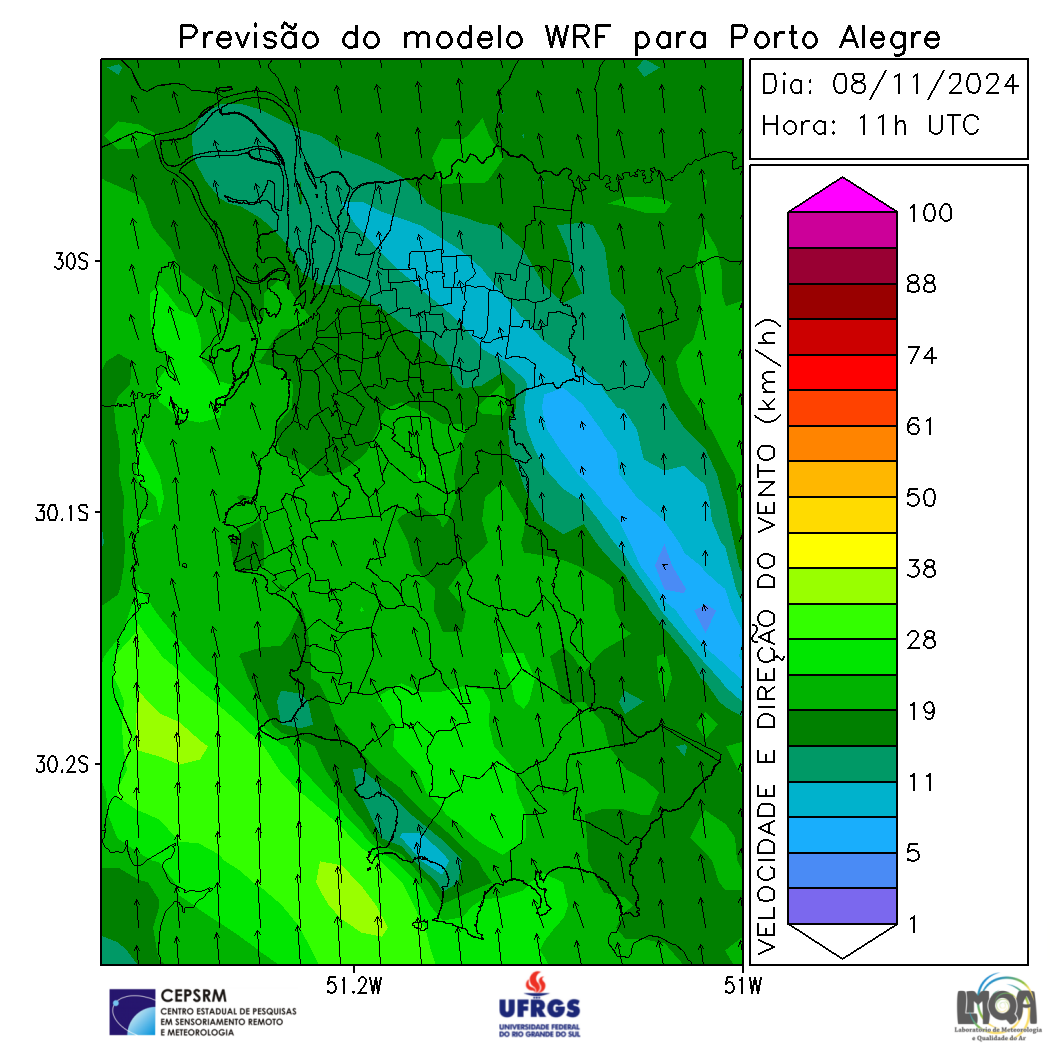 Previsão do modelo WRF para Porto Alegre
Dia: 08/11/2024
Hora: 11h UTC
30S
30.1S
30.2S
51.2W
51W
VELOCIDADE E DIREÇÃO DO VENTO (km/h)
100
88
74
61
50
38
28
19
11
5
1
CEPSRM
CENTRO ESTADUAL DE PESQUISAS
EM SENSORIAMENTO REMOTO
E METEOROLOGIA
UFRGS
UNIVERSIDADE FEDERAL
DO RIO GRANDE DO SUL
LMQA
Laboratório de Meteorologia
e Qualidade do Ar